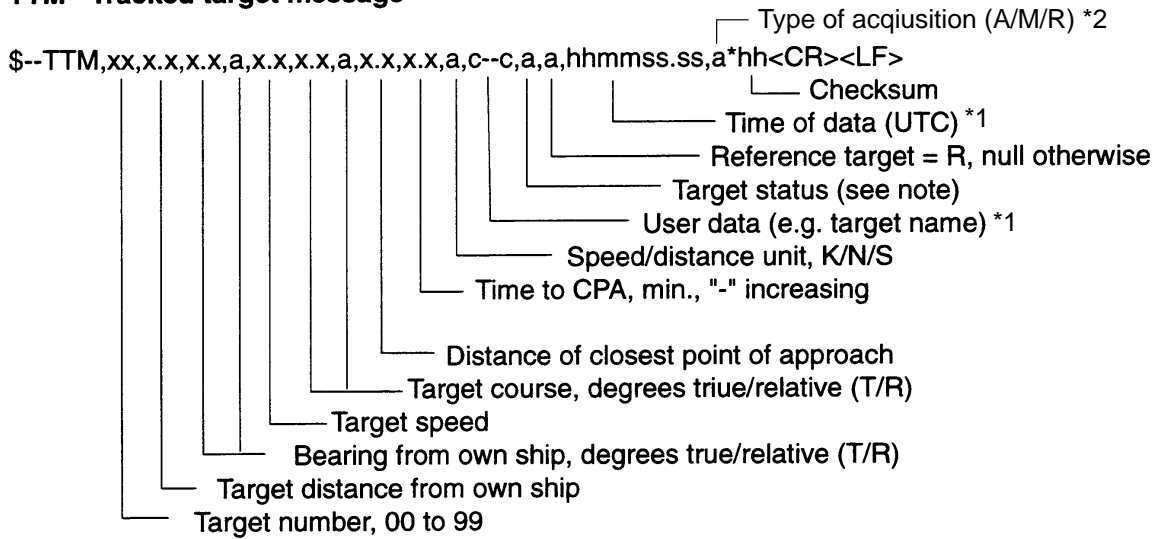 TTM - Tracked target message
Type of acqiusition (A/M/R) *2
$--TTM,xx,x.x,x.x,a,x.x,x.x,a,x.x,x.x,a,c--c,a,a,hhmmss.ss,a*hh<CR><LF>
Checksum
Time of data (UTC) *1
Reference target = R, null otherwise
Target status (see note)
User data (e.g. target name) *1
Speed/distance unit, K/N/S
Time to CPA, min., "-" increasing
Distance of closest point of approach
Target course, degrees triue/relative (T/R)
Target speed
Bearing from own ship, degrees true/relative (T/R)
Target distance from own ship
Target number, 00 to 99